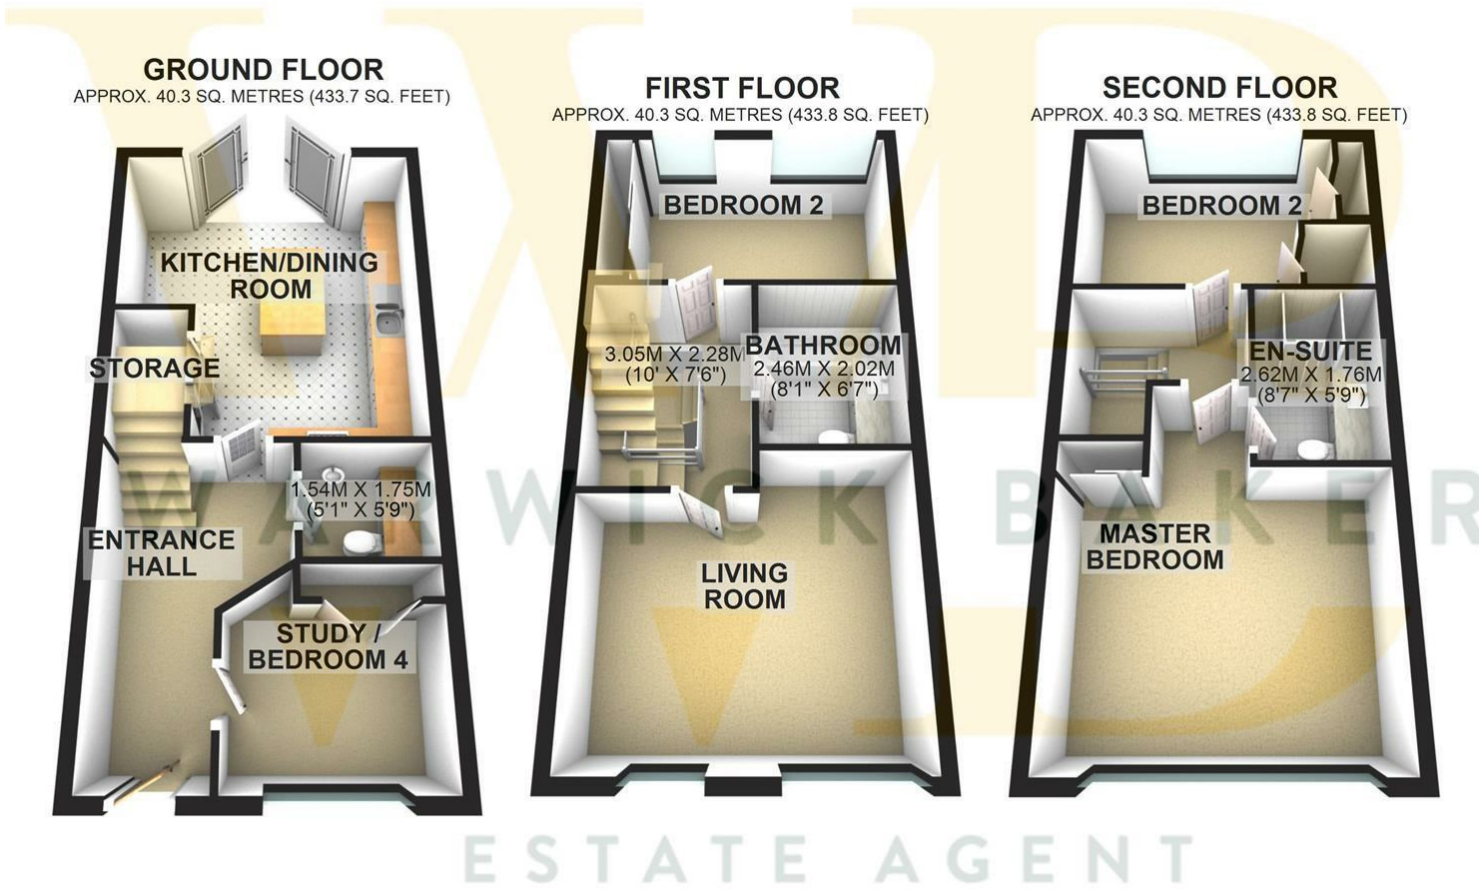 GROUND FLOOR
APPROX. 40.3 SQ. METRES (433.7 SQ. FEET)
KITCHEN/DINING
ROOM
STORAGE
1.54M X 1.75M
(5'1" X 5'9")
ENTRANCE
HALL
STUDY /
BEDROOM 4
FIRST FLOOR
APPROX. 40.3 SQ. METRES (433.8 SQ. FEET)
BEDROOM 2
3.05M X 2.28M
(10' X 7'6")
BATHROOM
2.46M X 2.02M
(8'1" X 6'7")
LIVING
ROOM
SECOND FLOOR
APPROX. 40.3 SQ. METRES (433.8 SQ. FEET)
BEDROOM 2
EN-SUITE
2.62M X 1.76M
(8'7" X 5'9")
MASTER
BEDROOM
WB
WARWICK BAKER
ESTATE AGENT